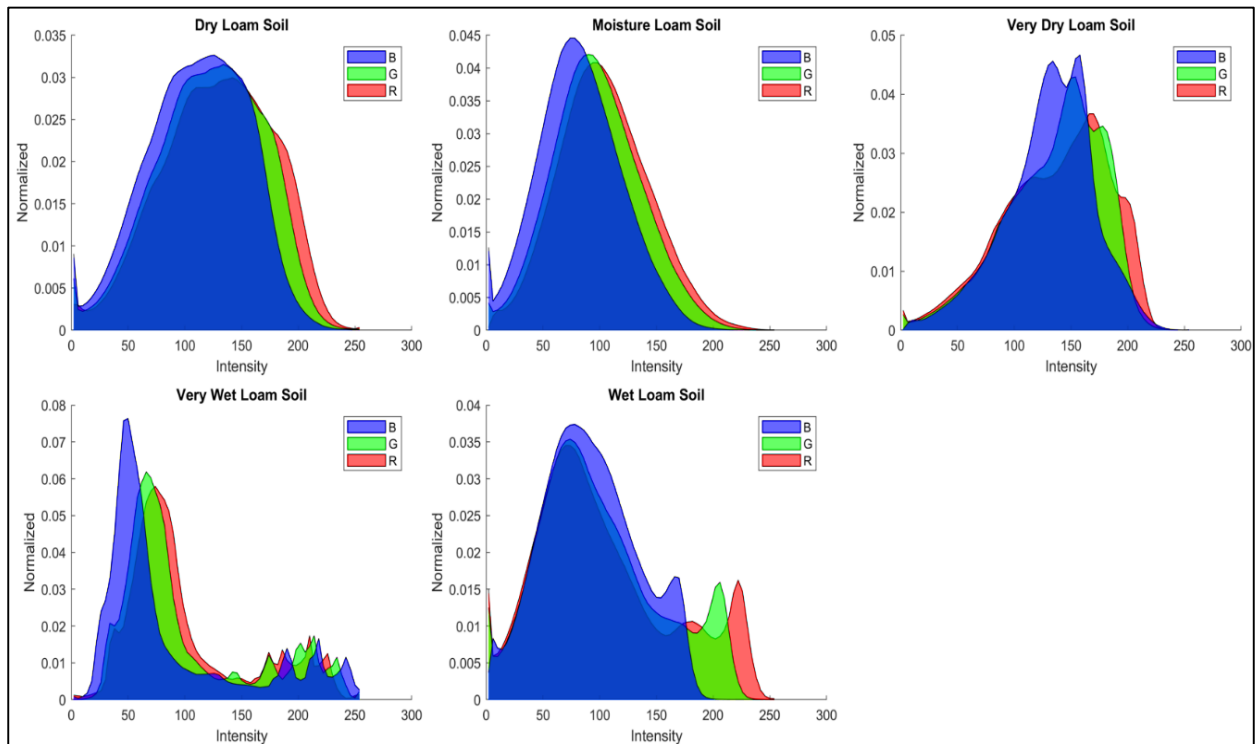 Dry Loam Soil
0.035
0.03
0.025
0.02
0.015
0.01
0.005
0
Normalized
0 50 100 150 200 250 300
Intensity
B
G
R
Moisture Loam Soil
0.045
0.04
0.035
0.03
0.025
0.02
0.015
0.01
0.005
0
Normalized
0 50 100 150 200 250 300
Intensity
B
G
R
Very Dry Loam Soil
0.05
0.04
0.03
0.02
0.01
0
Normalized
0 50 100 150 200 250 300
Intensity
B
G
R
Very Wet Loam Soil
0.08
0.07
0.06
0.05
0.04
0.03
0.02
0.01
0
Normalized
0 50 100 150 200 250 300
Intensity
B
G
R
Wet Loam Soil
0.04
0.035
0.03
0.025
0.02
0.015
0.01
0.005
0
Normalized
0 50 100 150 200 250 300
Intensity
B
G
R